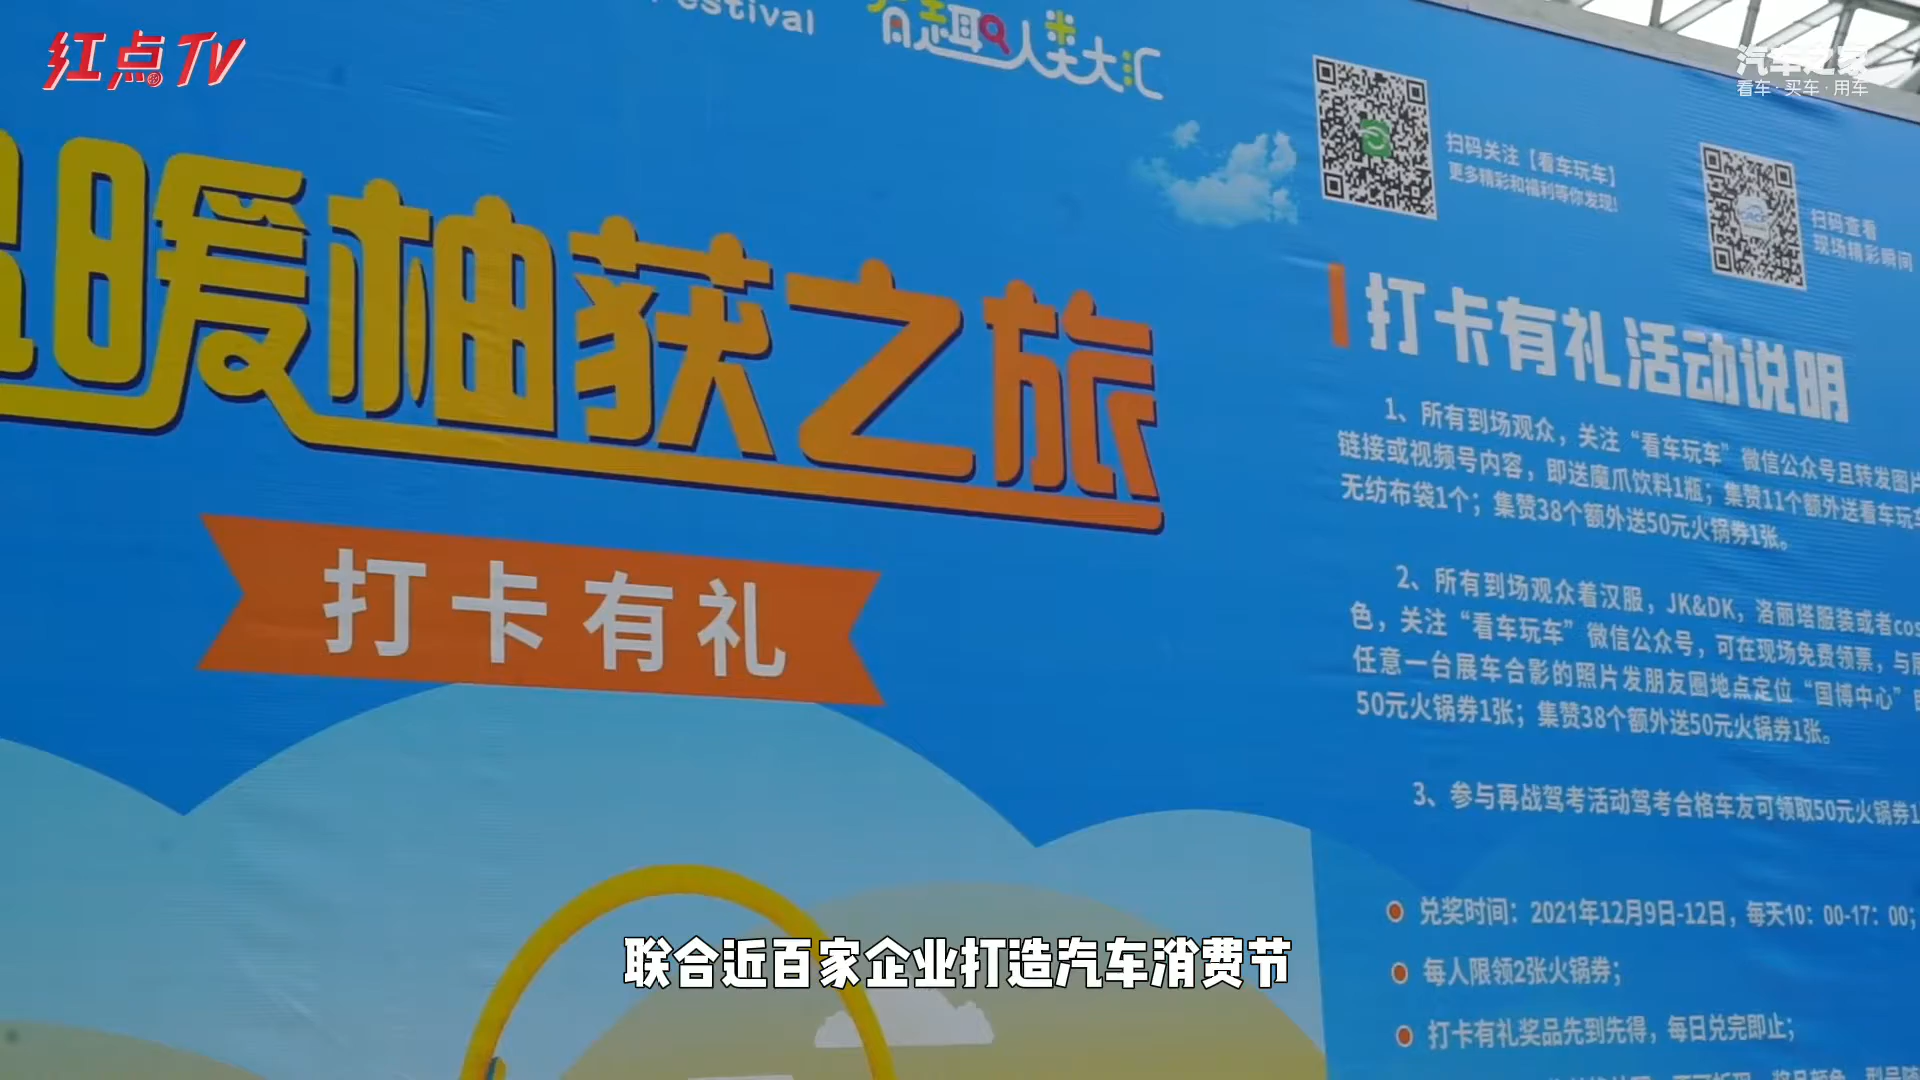 红点TV
汽车之家
看车·买车·用车
Festival
有趣人类大汇
扫码关注【看车玩车】
更多精彩和福利等你发现!
扫码查看
现场精彩瞬间
温暖柚获之旅
打卡有礼
打卡有礼活动说明
1、所有到场观众，关注“看车玩车”微信公众号且转发图片
链接或视频号内容，即送魔爪饮料1瓶；集赞11个额外送看车玩车
无纺布袋1个；集赞38个额外送50元火锅券1张。
2、所有到场观众着汉服，JK&DK，洛丽塔服装或者cos
色，关注“看车玩车”微信公众号，可在现场免费领票，与
任意一台展车合影的照片发朋友圈地点定位“国博中心”
50元火锅券1张；集赞38个额外送50元火锅券1张。
3、参与再战驾考活动驾考合格车友可领取50元火锅券1
兑奖时间：2021年12月9日-12日，每天10：00-17：00；
每人限领2张火锅券；
打卡有礼奖品先到先得，每日兑完即止；
联合近百家企业打造汽车消费节